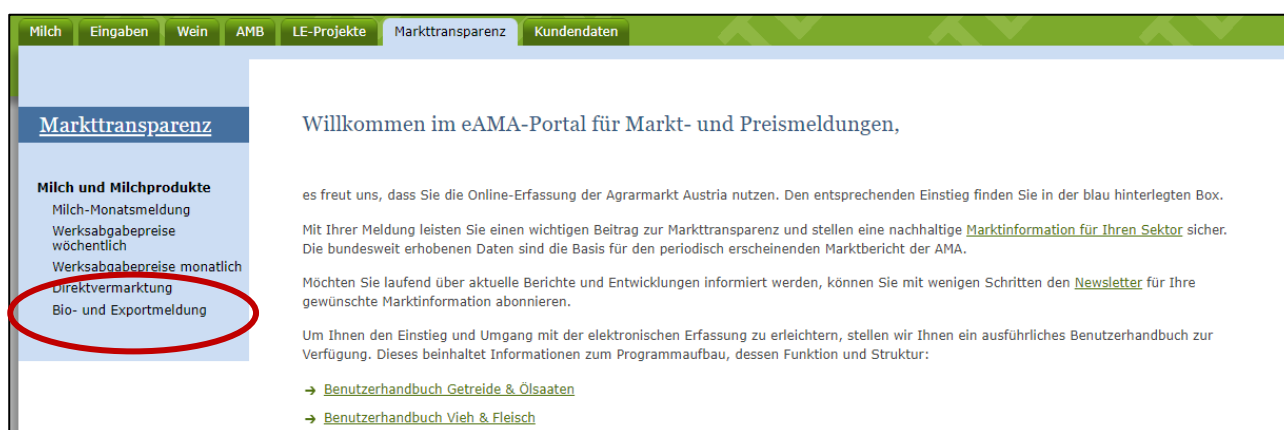 Milch Eingaben Wein AMB LE-Projekte Markttransparenz Kundendaten
Markttransparenz
Milch und Milchprodukte
Milch-Monatsmeldung
Werksabgabepreise
wöchentlich
Werksabgabepreise monatlich
Direktvermarktung
Bio- und Exportmeldung
Willkommen im eAMA-Portal für Markt- und Preismeldungen,
es freut uns, dass Sie die Online-Erfassung der Agrarmarkt Austria nutzen. Den entsprechenden Einstieg finden Sie in der blau hinterlegten Box.
Mit Ihrer Meldung leisten Sie einen wichtigen Beitrag zur Markttransparenz und stellen eine nachhaltige Marktinformation für Ihren Sektor sicher.
Die bundesweit erhobenen Daten sind die Basis für den periodisch erscheinenden Marktbericht der AMA.
Möchten Sie laufend über aktuelle Berichte und Entwicklungen informiert werden, können Sie mit wenigen Schritten den Newsletter für Ihre
gewünschte Marktinformation abonnieren.
Um Ihnen den Einstieg und Umgang mit der elektronischen Erfassung zu erleichtern, stellen wir Ihnen ein ausführliches Benutzerhandbuch zur
Verfügung. Dieses beinhaltet Informationen zum Programmaufbau, dessen Funktion und Struktur:
→ Benutzerhandbuch Getreide & Ölsaaten
→ Benutzerhandbuch Vieh & Fleisch